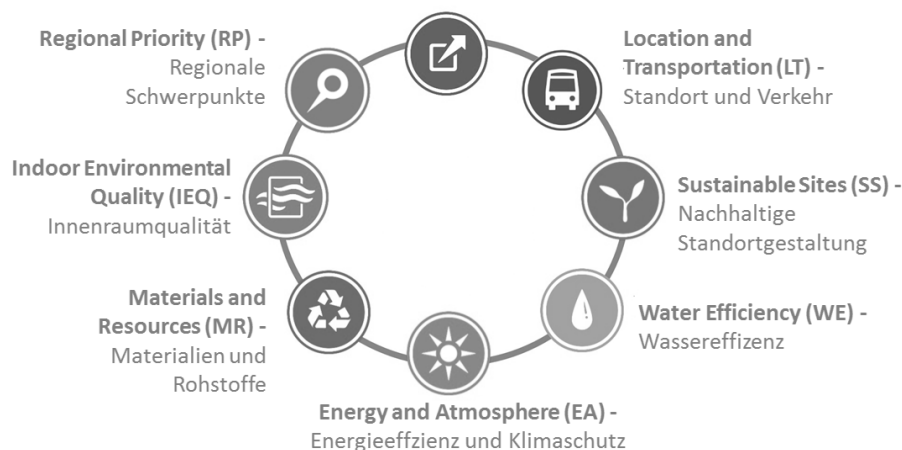 Regional Priority (RP) -
Regionale
Schwerpunkte
Location and
Transportation (LT) -
Standort und Verkehr
Indoor Environmental
Quality (IEQ) -
Innenraumqualität
Sustainable Sites (SS) -
Nachhaltige
Standortgestaltung
Materials and
Resources (MR) -
Materialien und
Rohstoffe
Water Efficiency (WE) -
Wassereffizenz
Energy and Atmosphere (EA) -
Energieeffzienz und Klimaschutz